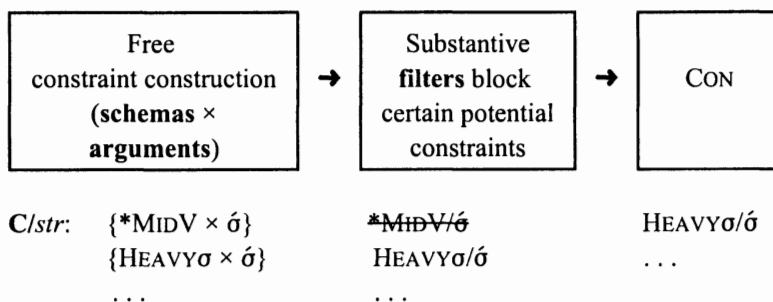 Free
constraint construction
(schemas ×
arguments)
→
Substantive
filters block
certain potential
constraints
→
CON
C/str: {*MIDV × σ́} *MIDV/σ́ HEAVYσ/σ́
{HEAVYσ × σ́} HEAVYσ/σ́ . . .
. . . . . .